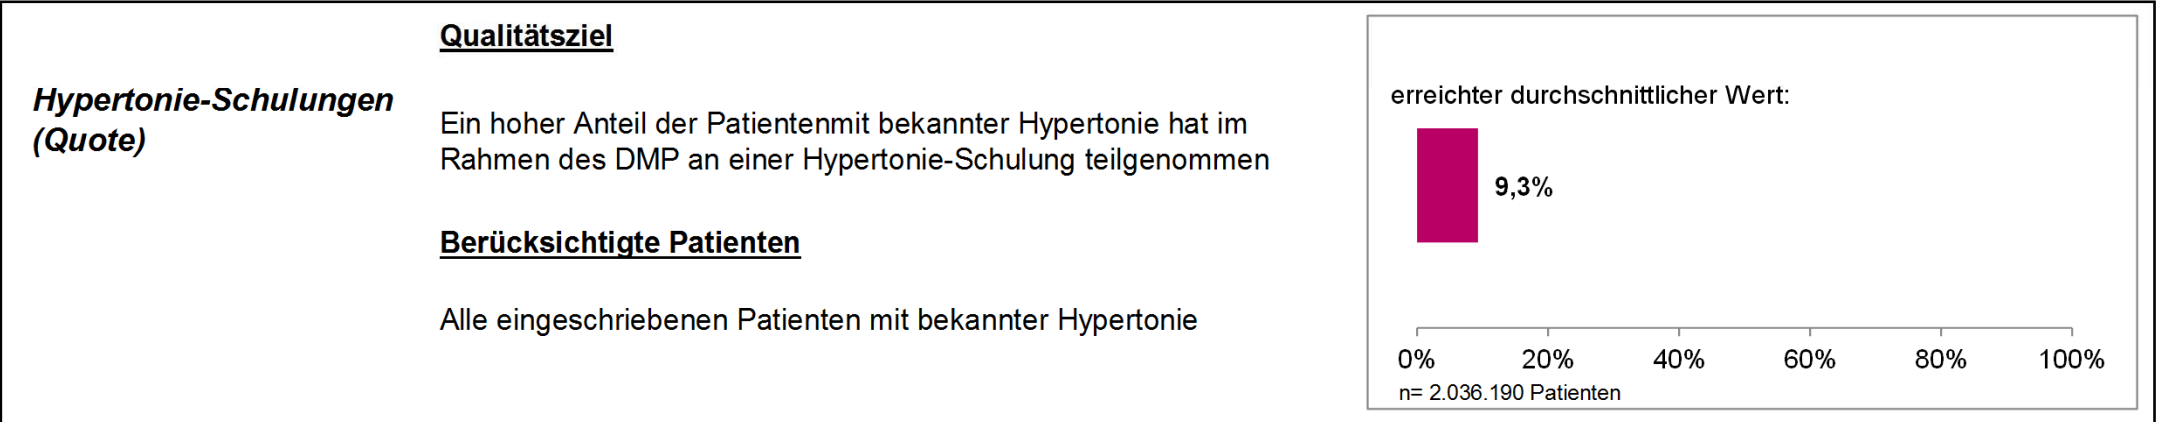 Hypertonie-Schulungen
(Quote)
Qualitätsziel
Ein hoher Anteil der Patientenmit bekannter Hypertonie hat im
Rahmen des DMP an einer Hypertonie-Schulung teilgenommen
Berücksichtigte Patienten
Alle eingeschriebenen Patienten mit bekannter Hypertonie
erreichter durchschnittlicher Wert:
9,3%
0% 20% 40% 60% 80% 100%
n= 2.036.190 Patienten